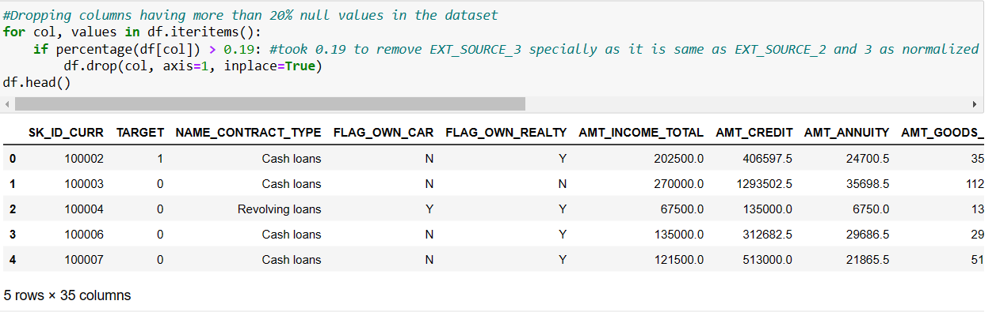 #Dropping columns having more than 20% null values in the dataset
for col, values in df.iteritems():
    if percentage(df[col]) > 0.19: #took 0.19 to remove EXT_SOURCE_3 specially as it is same as EXT_SOURCE_2 and 3 as normalized
        df.drop(col, axis=1, inplace=True)
df.head()
SK_ID_CURR TARGET NAME_CONTRACT_TYPE FLAG_OWN_CAR FLAG_OWN_REALTY AMT_INCOME_TOTAL AMT_CREDIT AMT_ANNUITY AMT_GOODS_
0 100002 1 Cash loans N Y 202500.0 406597.5 24700.5 35
1 100003 0 Cash loans N N 270000.0 1293502.5 35698.5 112
2 100004 0 Revolving loans Y Y 67500.0 135000.0 6750.0 13
3 100006 0 Cash loans N Y 135000.0 312682.5 29686.5 29
4 100007 0 Cash loans N Y 121500.0 513000.0 21865.5 51
5 rows × 35 columns